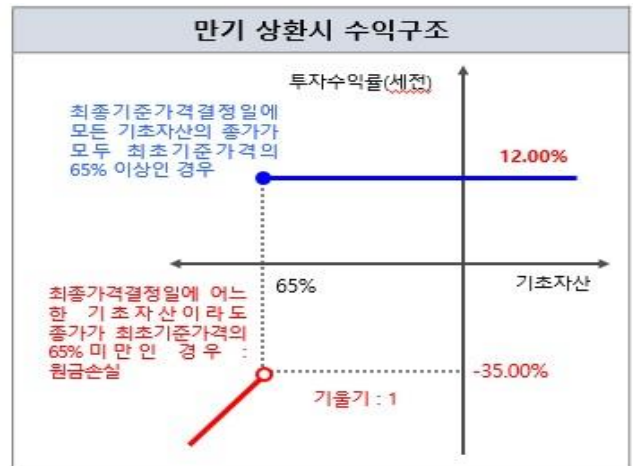 만기 상환시 수익구조
투자수익률(세전)
최종기준가격결정일에
모든 기초자산의 종가가
모두 최초기준가격의
65% 이상인 경우
12.00%
65%
기초자산
최종가격결정일에 어느
한 기초자산이라도
종가가 최초기준가격의
65% 미만인 경우 :
원금손실
-35.00%
기울기 : 1